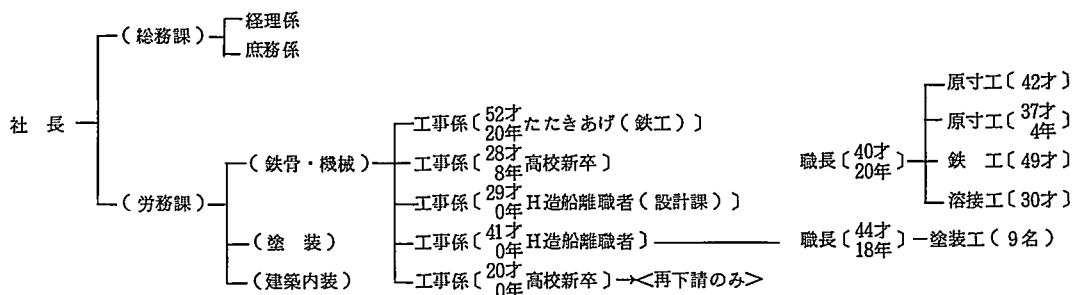 社 長
(総務課)
経理係
庶務係
(労務課)
(鉄骨・機械)
(塗 装)
(建築内装)
工事係〔52才 20年 たたきあげ(鉄工)〕
工事係〔28才 8年 高校新卒〕
工事係〔29才 0年 H造船離職者(設計課)〕
工事係〔41才 0年 H造船離職者〕
工事係〔20才 0年 高校新卒〕→<再下請のみ>
職長〔40才 20年〕
原寸工〔42才〕
原寸工〔37才 4年〕
鉄 工〔49才〕
溶接工〔30才〕
職長〔44才 18年〕―塗装工(9名)